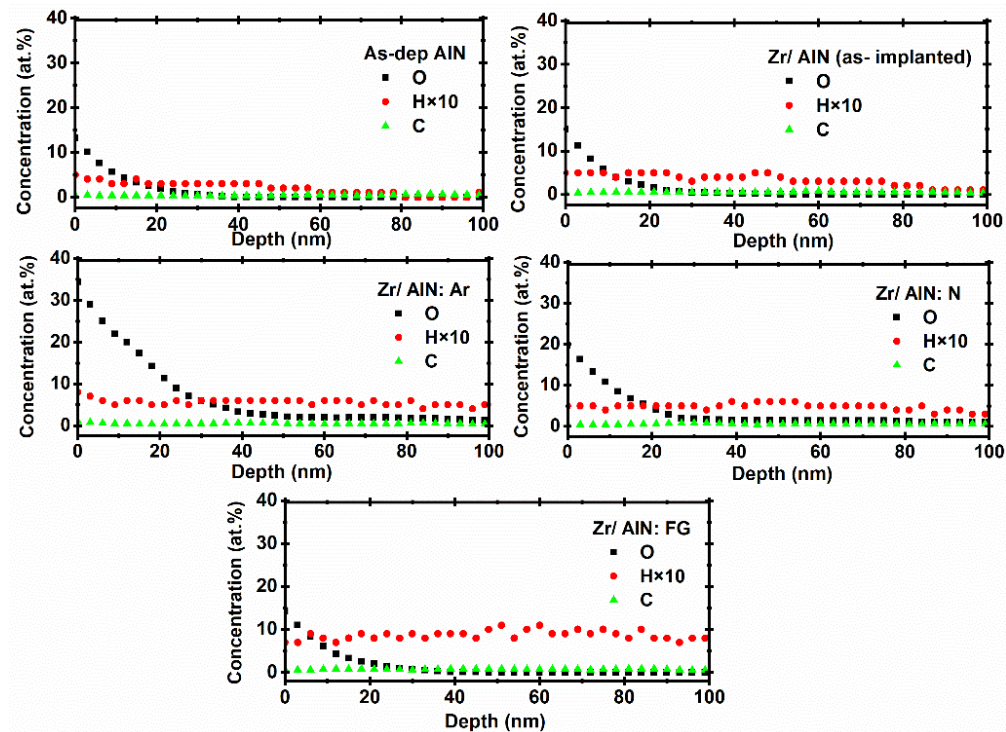 40
30
20
10
0
Concentration (at.%)
As-dep AlN
O
H×10
C
0 20 40 60 80 100
Depth (nm)
40
30
20
10
0
Concentration (at.%)
Zr/ AlN (as- implanted)
O
H×10
C
0 20 40 60 80 100
Depth (nm)
40
30
20
10
0
Concentration (at.%)
Zr/ AlN: Ar
O
H×10
C
0 20 40 60 80 100
Depth (nm)
40
30
20
10
0
Concentration (at.%)
Zr/ AlN: N
O
H×10
C
0 20 40 60 80 100
Depth (nm)
40
30
20
10
0
Concentration (at.%)
Zr/ AlN: FG
O
H×10
C
0 20 40 60 80 100
Depth (nm)